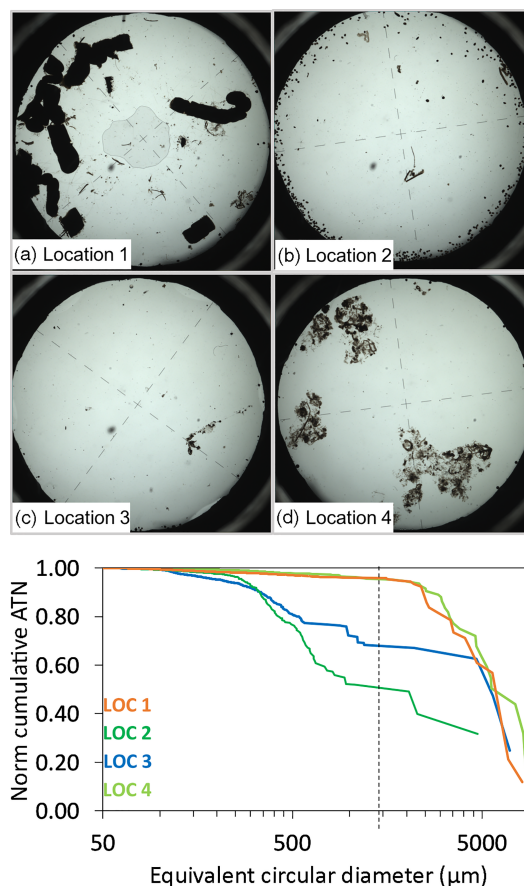 (a) Location 1
(b) Location 2
(c) Location 3
(d) Location 4
Norm cumulative ATN
1.00
0.80
0.60
0.40
0.20
0.00
LOC 1
LOC 2
LOC 3
LOC 4
50
500
5000
Equivalent circular diameter (μm)